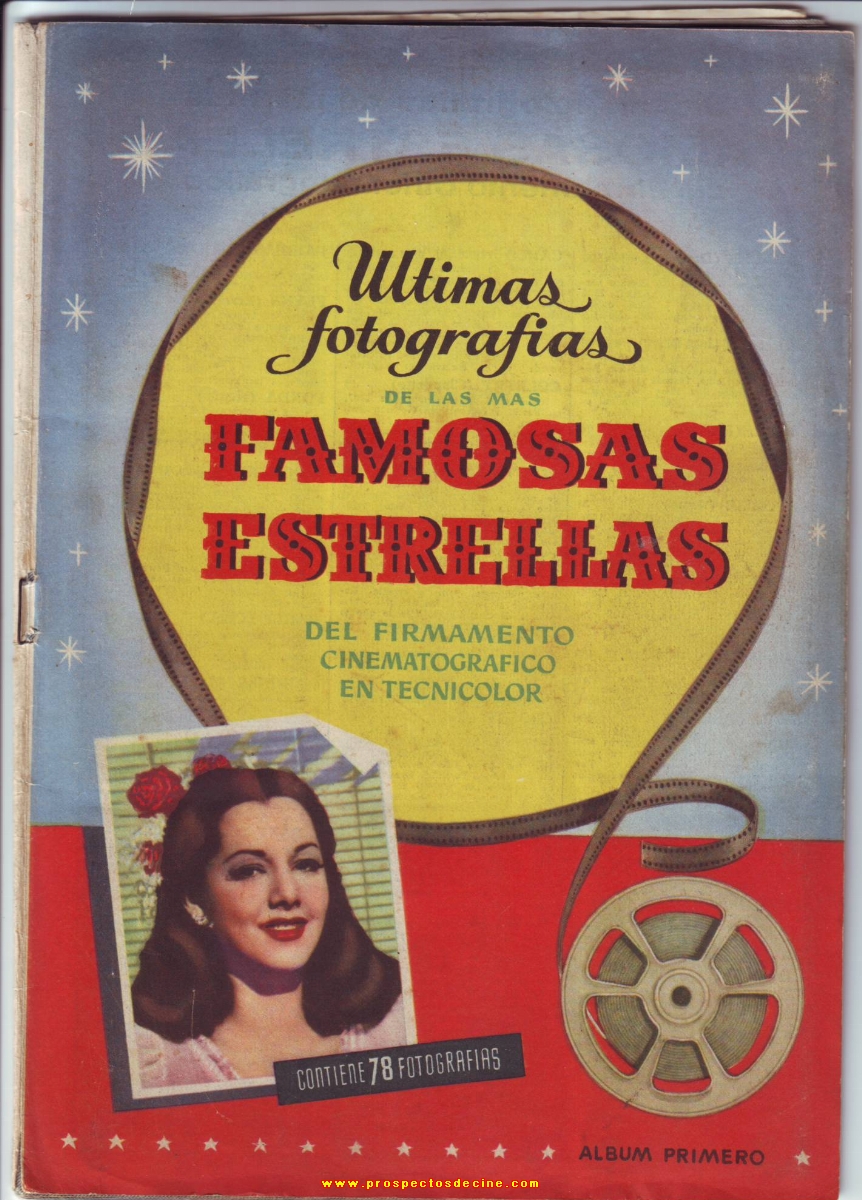 Ultimas
fotografias
DE LAS MAS
FAMOSAS
ESTRELLAS
DEL FIRMAMENTO
CINEMATOGRAFICO
EN TECNICOLOR
CONTIENE 78 FOTOGRAFIAS
ALBUM PRIMERO
www.prospectosdecine.com